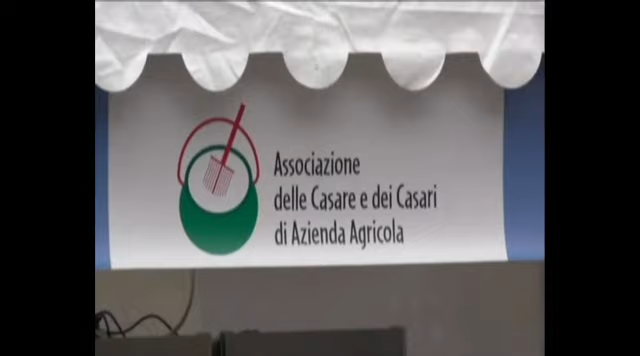 Associazione
delle Casare e dei Casari
di Azienda Agricola